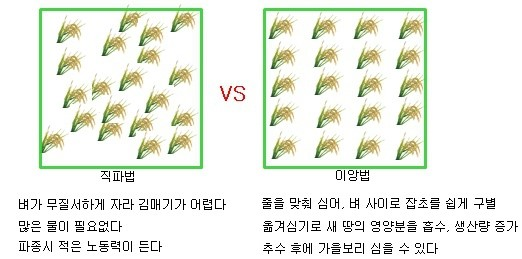 VS
직파법
이앙법
벼가 무질서하게 자라 김매기가 어렵다
많은 물이 필요없다
파종시 적은 노동력이 든다
줄을 맞춰 심어, 벼 사이로 잡초를 쉽게 구별
옮겨심기로 새 땅의 영양분을 흡수, 생산량 증가
추수 후에 가을보리 심을 수 있다